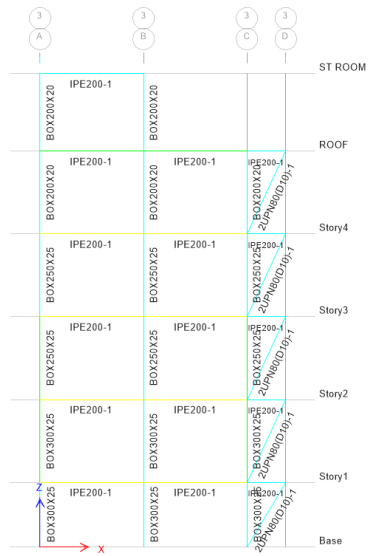 3 3 3 3
A B C D
ST ROOM
IPE200-1
BOX200X20 BOX200X20
ROOF
IPE200-1 IPE200-1 IPE200-1
BOX200X20 BOX200X20 BOX200X20 2UPN80(D10)-1
Story4
IPE200-1 IPE200-1 IPE200-1
BOX250X25 BOX250X25 BOX250X25 2UPN80(D10)-1
Story3
IPE200-1 IPE200-1 IPE200-1
BOX250X25 BOX250X25 BOX250X25 2UPN80(D10)-1
Story2
IPE200-1 IPE200-1 IPE200-1
BOX300X25 BOX300X25 BOX300X25 2UPN80(D10)-1
Story1
Z
IPE200-1 IPE200-1 IPE200-1
BOX300X25 BOX300X25 BOX300X25 2UPN80(D10)-1
X
Base